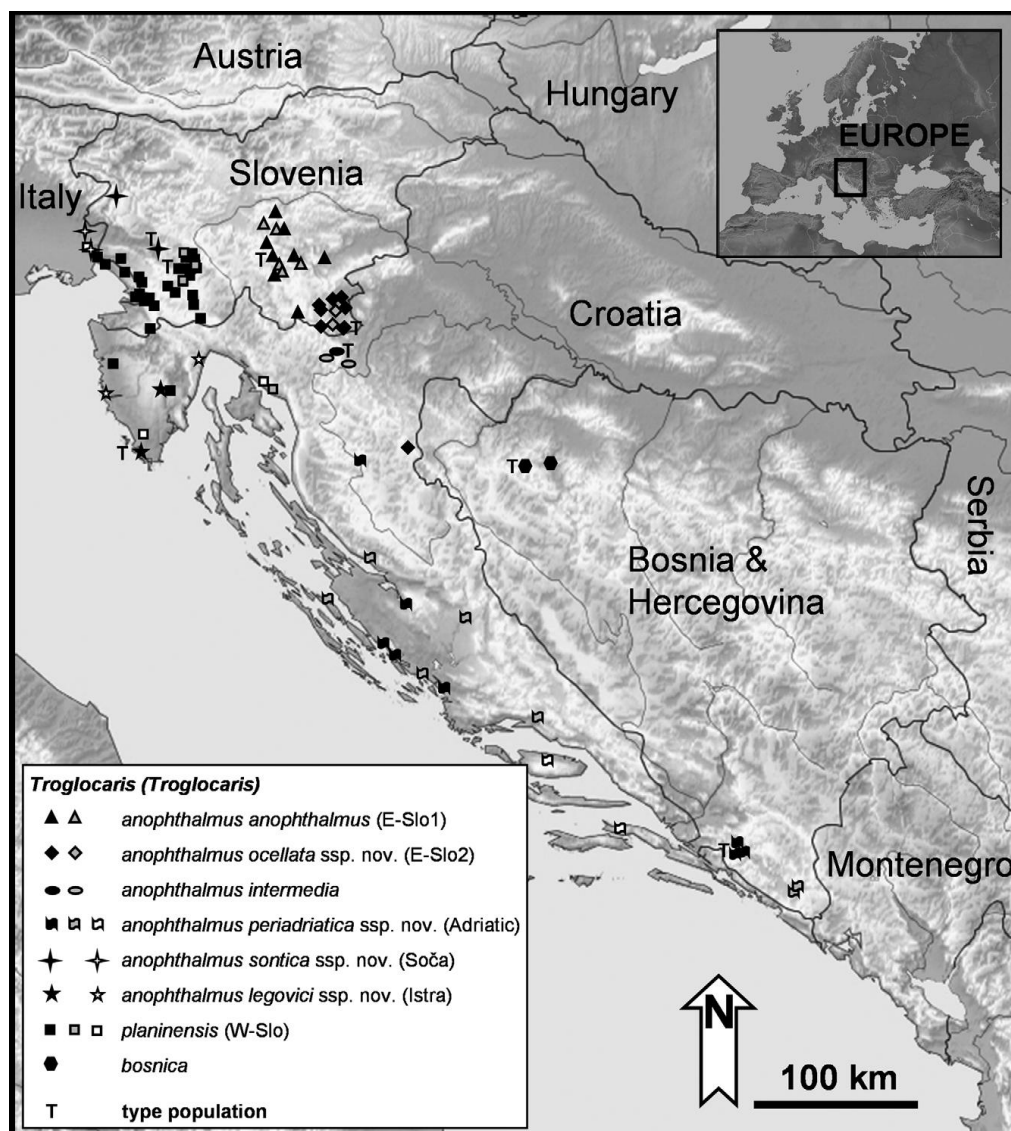 Austria
Hungary
EUROPE
Slovenia
Italy
T
T
T
T
Croatia
T
T
T
Serbia
Bosnia &
Hercegovina
T
Montenegro
Troglocaris (Troglocaris)
anophthalmus anophthalmus (E-Slo1)
anophthalmus ocellata ssp. nov. (E-Slo2)
anophthalmus intermedia
anophthalmus periadriatica ssp. nov. (Adriatic)
anophthalmus sontica ssp. nov. (Soča)
anophthalmus legovici ssp. nov. (Istra)
planinensis (W-Slo)
bosnica
T type population
N
100 km